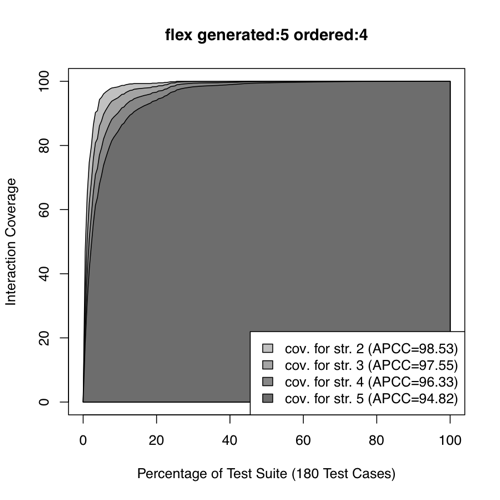 flex generated:5 ordered:4
Interaction Coverage
100
80
60
40
20
0
cov. for str. 2 (APCC=98.53)
cov. for str. 3 (APCC=97.55)
cov. for str. 4 (APCC=96.33)
cov. for str. 5 (APCC=94.82)
0 20 40 60 80 100
Percentage of Test Suite (180 Test Cases)